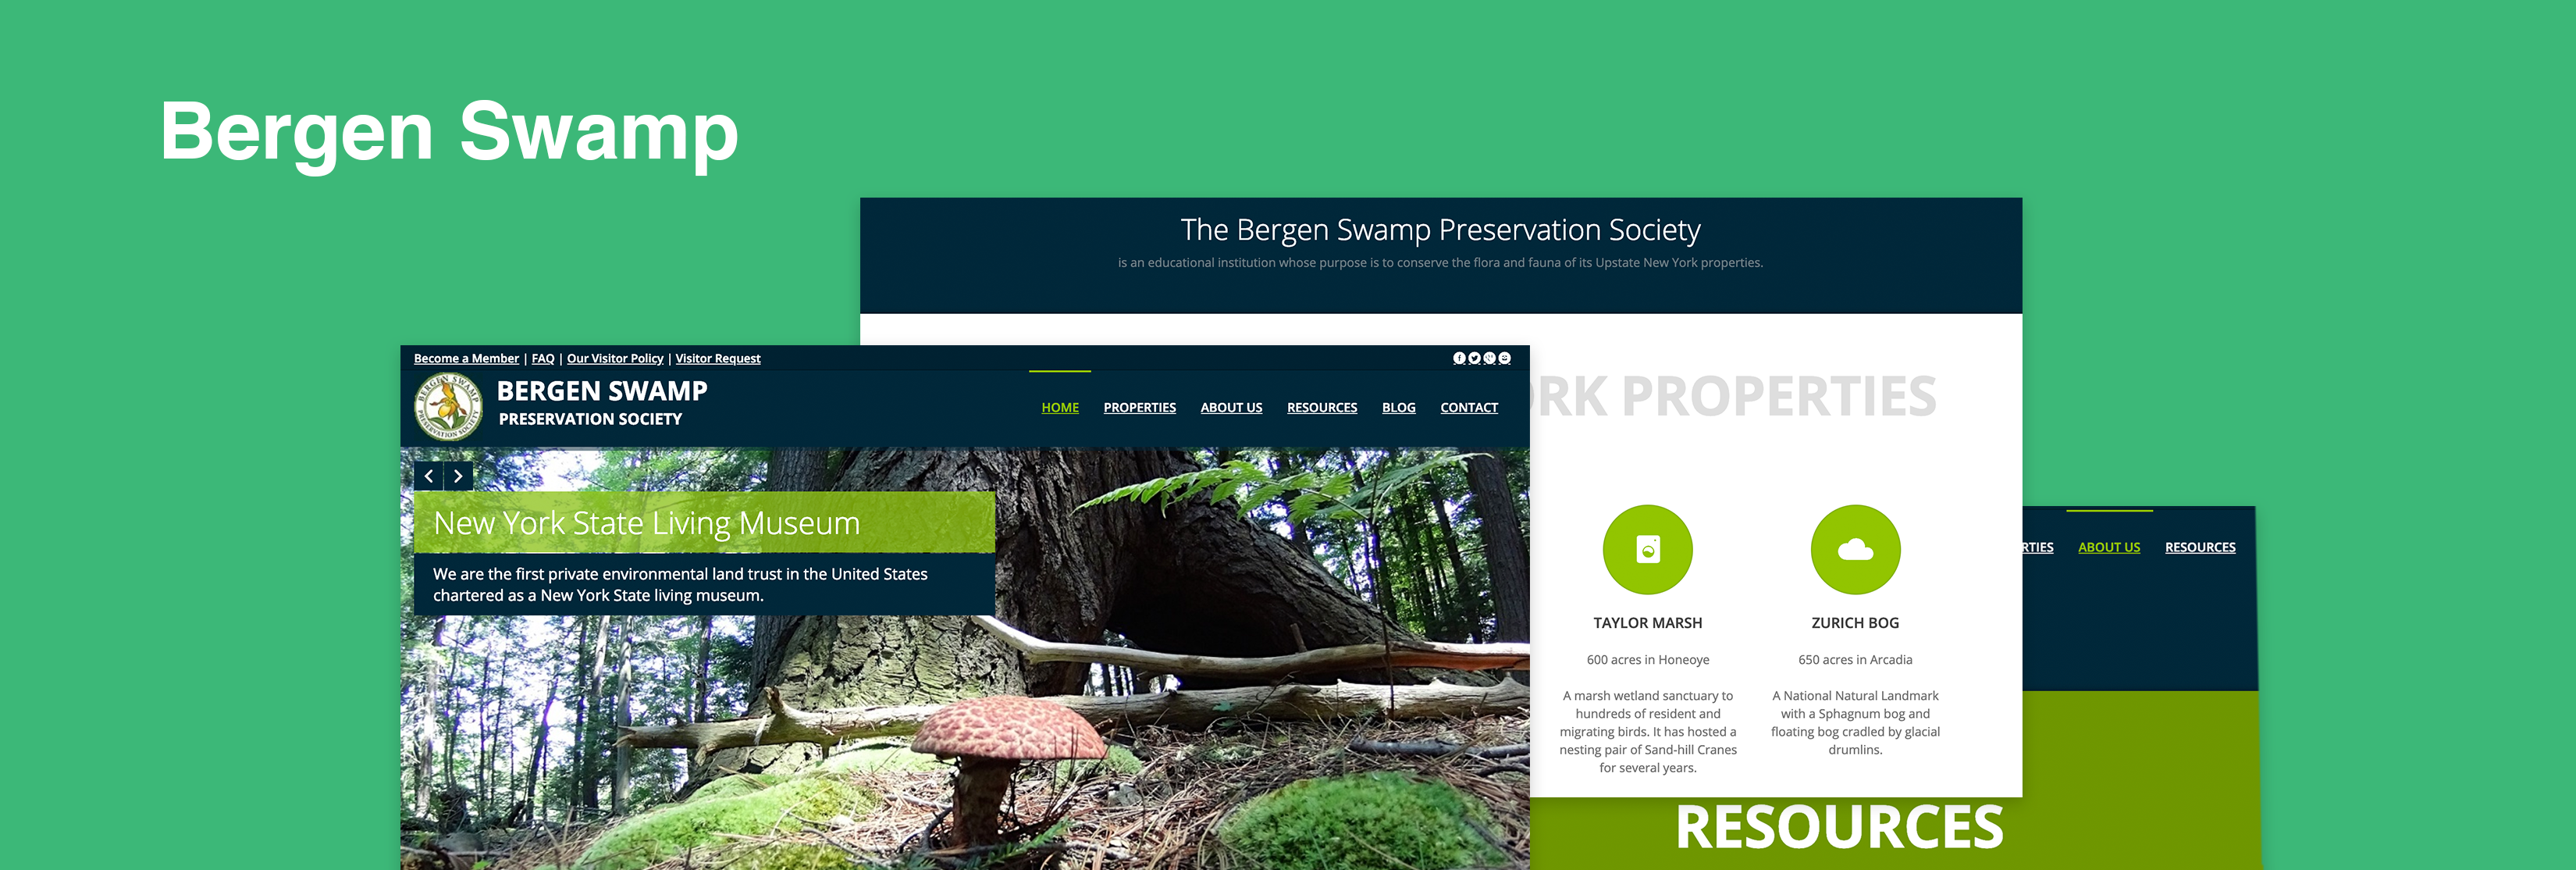 Bergen Swamp
The Bergen Swamp Preservation Society
is an educational institution whose purpose is to conserve the flora and fauna of its Upstate New York properties.
Become a Member | FAQ | Our Visitor Policy | Visitor Request
BERGEN SWAMP
PRESERVATION SOCIETY
BERGEN SWAMP
PRESERVATION SOCIETY
HOME PROPERTIES ABOUT US RESOURCES BLOG CONTACT
New York State Living Museum
We are the first private environmental land trust in the United States
chartered as a New York State living museum.
RK PROPERTIES
TAYLOR MARSH
600 acres in Honeoye
A marsh wetland sanctuary to
hundreds of resident and
migrating birds. It has hosted a
nesting pair of Sand-hill Cranes
for several years.
ZURICH BOG
650 acres in Arcadia
A National Natural Landmark
with a Sphagnum bog and
floating bog cradled by glacial
drumlins.
RTIES ABOUT US RESOURCES
RESOURCES